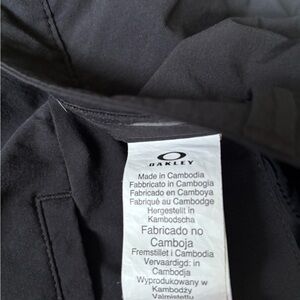 OAKLEY
Made in Cambodia
Fabbricato in Cambogia
Fabricado en Camboya
Fabriqué au Cambodge
Hergestellt in
Kambodscha
Fabricado no
Camboja
Fremstillet i Cambodia
Vervaardigd: in
Cambodja
Wyprodukowany w
Kambodży
Valmistettu